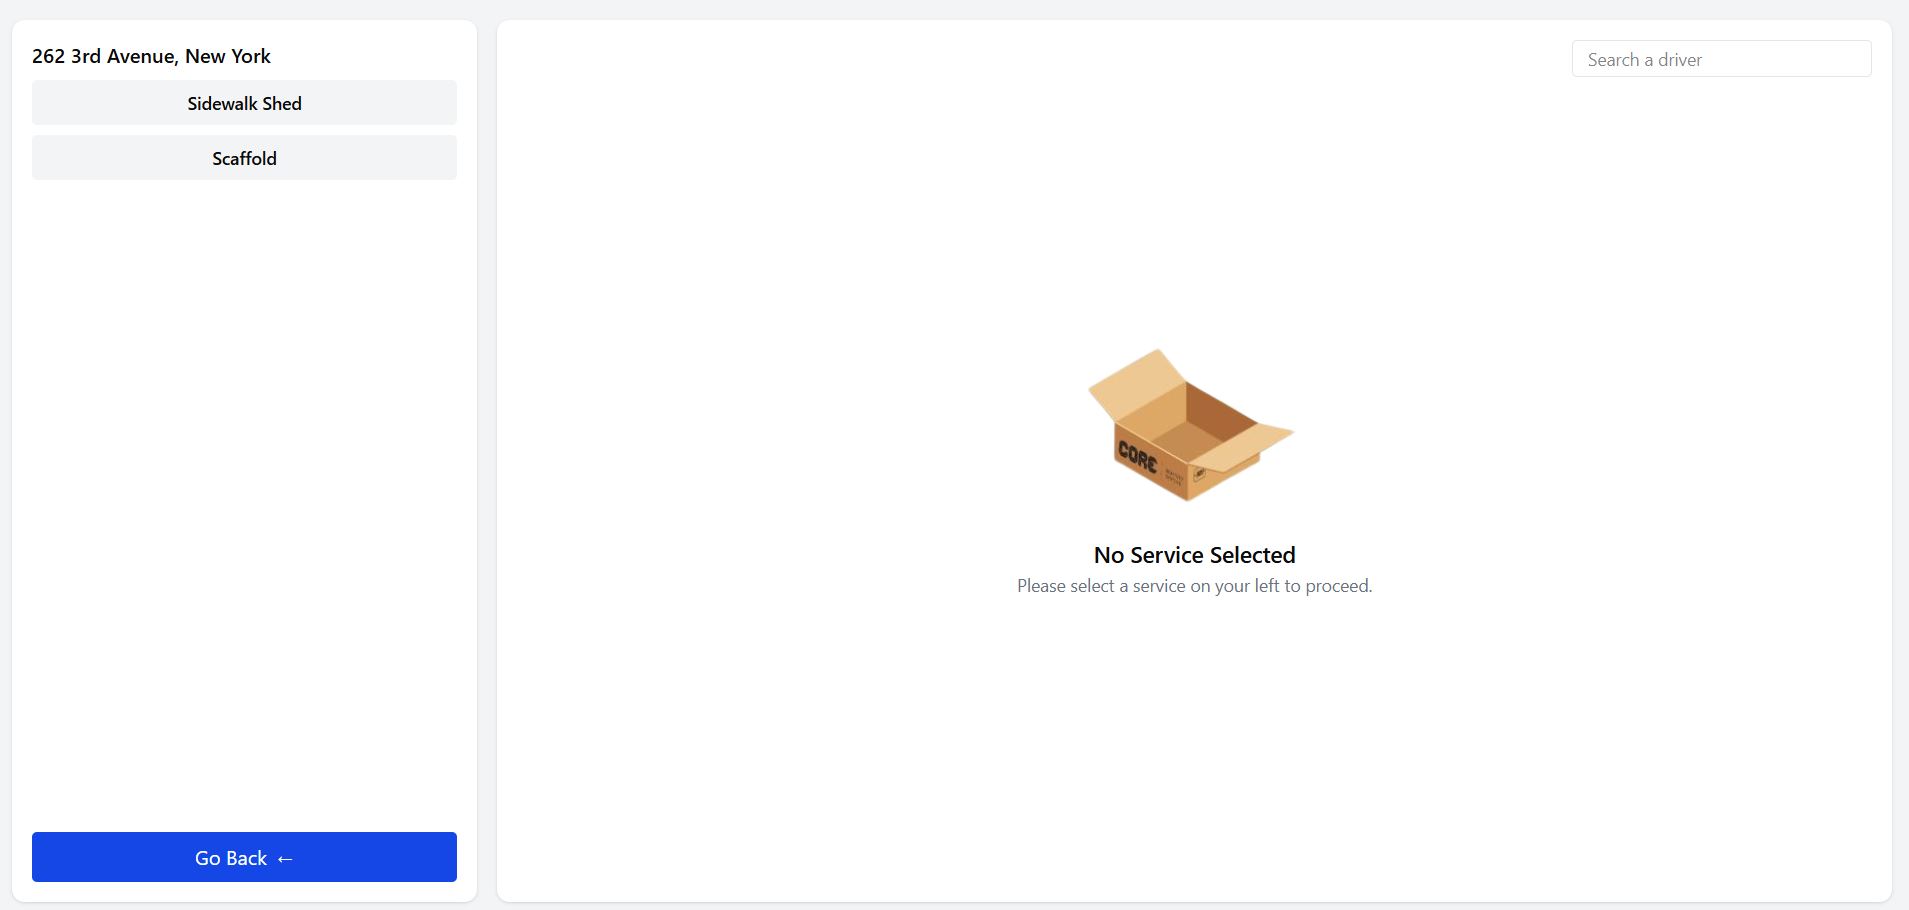 262 3rd Avenue, New York
Sidewalk Shed
Scaffold
Go Back ←
Search a driver
CORE
No Service Selected
Please select a service on your left to proceed.